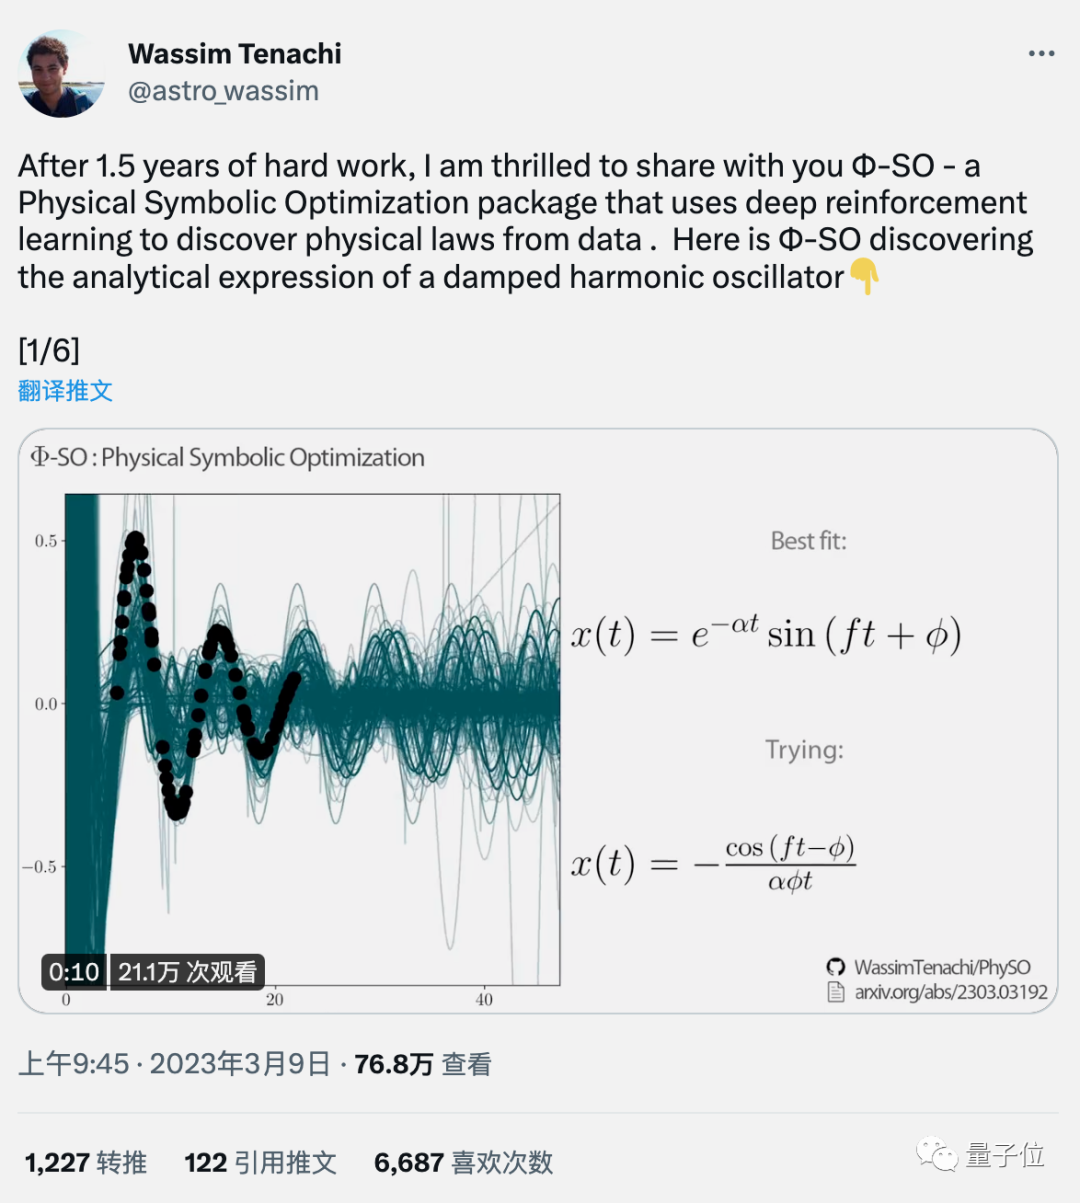 Wassim Tenachi
@astro_wassim
After 1.5 years of hard work, I am thrilled to share with you Φ-SO - a
Physical Symbolic Optimization package that uses deep reinforcement
learning to discover physical laws from data .  Here is Φ-SO discovering
the analytical expression of a damped harmonic oscillator👇
[1/6]
翻译推文
Φ-SO : Physical Symbolic Optimization
0.5
0.0
−0.5
0
20
40
Best fit:
x(t) = e^{−αt} sin (ft + ϕ)
Trying:
x(t) = − cos (ft−ϕ) / αϕt
0:10
21.1万 次观看
WassimTenachi/PhySO
arxiv.org/abs/2303.03192
上午9:45 · 2023年3月9日 · 76.8万 查看
1,227 转推 122 引用推文 6,687 喜欢次数
量子位